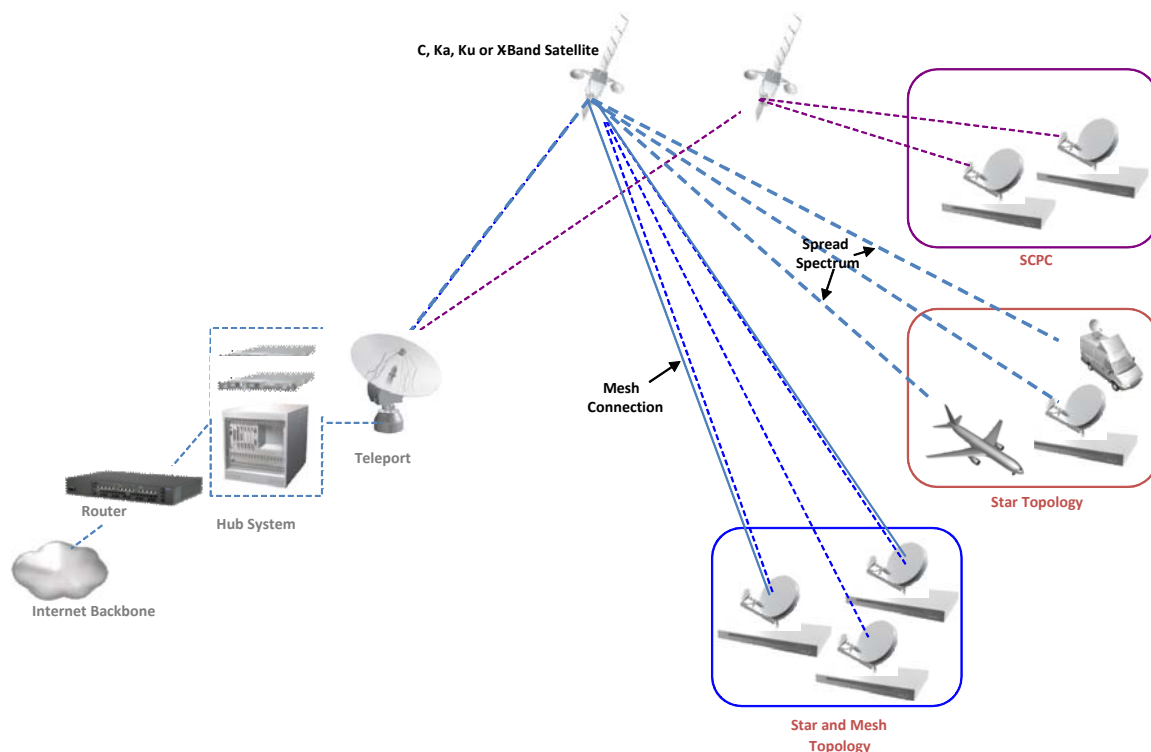 C, Ka, Ku or X-Band Satellite
SCPC
Spread
Spectrum
Mesh
Connection
Teleport
Star Topology
Router
Hub System
Internet Backbone
Star and Mesh
Topology